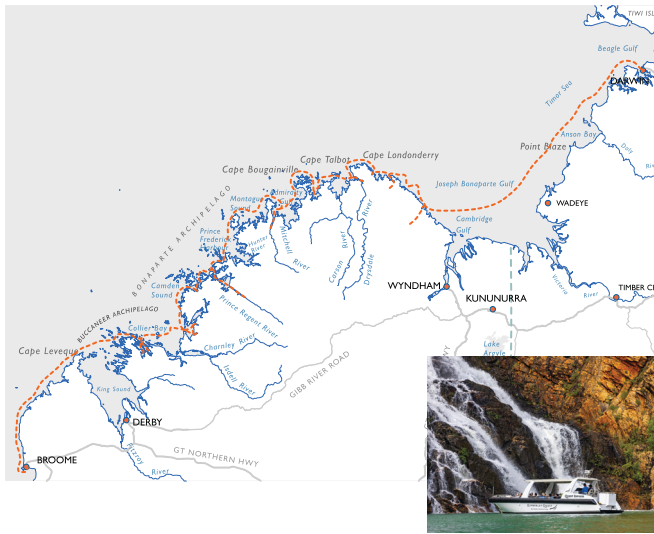 TIWI ISL
Beagle Gulf
DARWIN
Timor Sea
Anson Bay
Point Blaze
Daly
Riv
Cape Londonderry
Cape Talbot
Cape Bougainville
Joseph Bonaparte Gulf
Admiralty
Gulf
Montague
Sound
WADEYE
BONAPARTE ARCHIPELAGO
Cambridge
Gulf
Prince
Frederick
Harbour
Hunter
River
Mitchell
River
Carson
River
Drysdale
River
Camden
Sound
WYNDHAM
KUNUNURRA
Victoria
River
TIMBER C
Prince Regent River
BUCCANEER ARCHIPELAGO
Collier Bay
Charnley River
Isdell River
GIBB RIVER ROAD
WY
Lake
Argyle
Cape Leveque
King Sound
DERBY
GT NORTHERN HWY
Fitzroy
River
BROOME